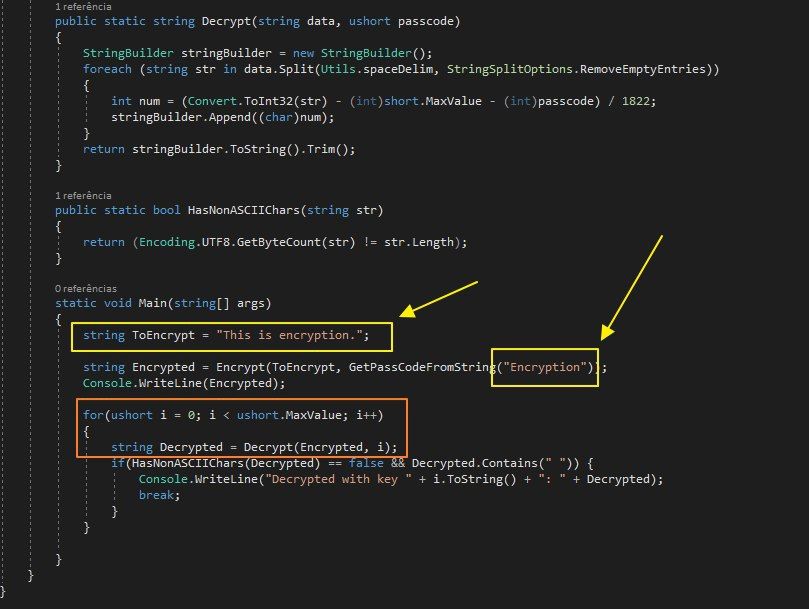 1 referência
public static string Decrypt(string data, ushort passcode)
{
StringBuilder stringBuilder = new StringBuilder();
foreach (string str in data.Split(Utils.spaceDelim, StringSplitOptions.RemoveEmptyEntries))
{
int num = (Convert.ToInt32(str) - (int)short.MaxValue - (int)passcode) / 1822;
stringBuilder.Append((char)num);
}
return stringBuilder.ToString().Trim();
}
1 referência
public static bool HasNonASCIIChars(string str)
{
return (Encoding.UTF8.GetByteCount(str) != str.Length);
}
0 referências
static void Main(string[] args)
{
string ToEncrypt = "This is encryption.";
string Encrypted = Encrypt(ToEncrypt, GetPassCodeFromString("Encryption"));
Console.WriteLine(Encrypted);
for(ushort i = 0; i < ushort.MaxValue; i++)
{
string Decrypted = Decrypt(Encrypted, i);
if(HasNonASCIIChars(Decrypted) == false && Decrypted.Contains(" ")) {
Console.WriteLine("Decrypted with key " + i.ToString() + ": " + Decrypted);
break;
}
}
}
}
}